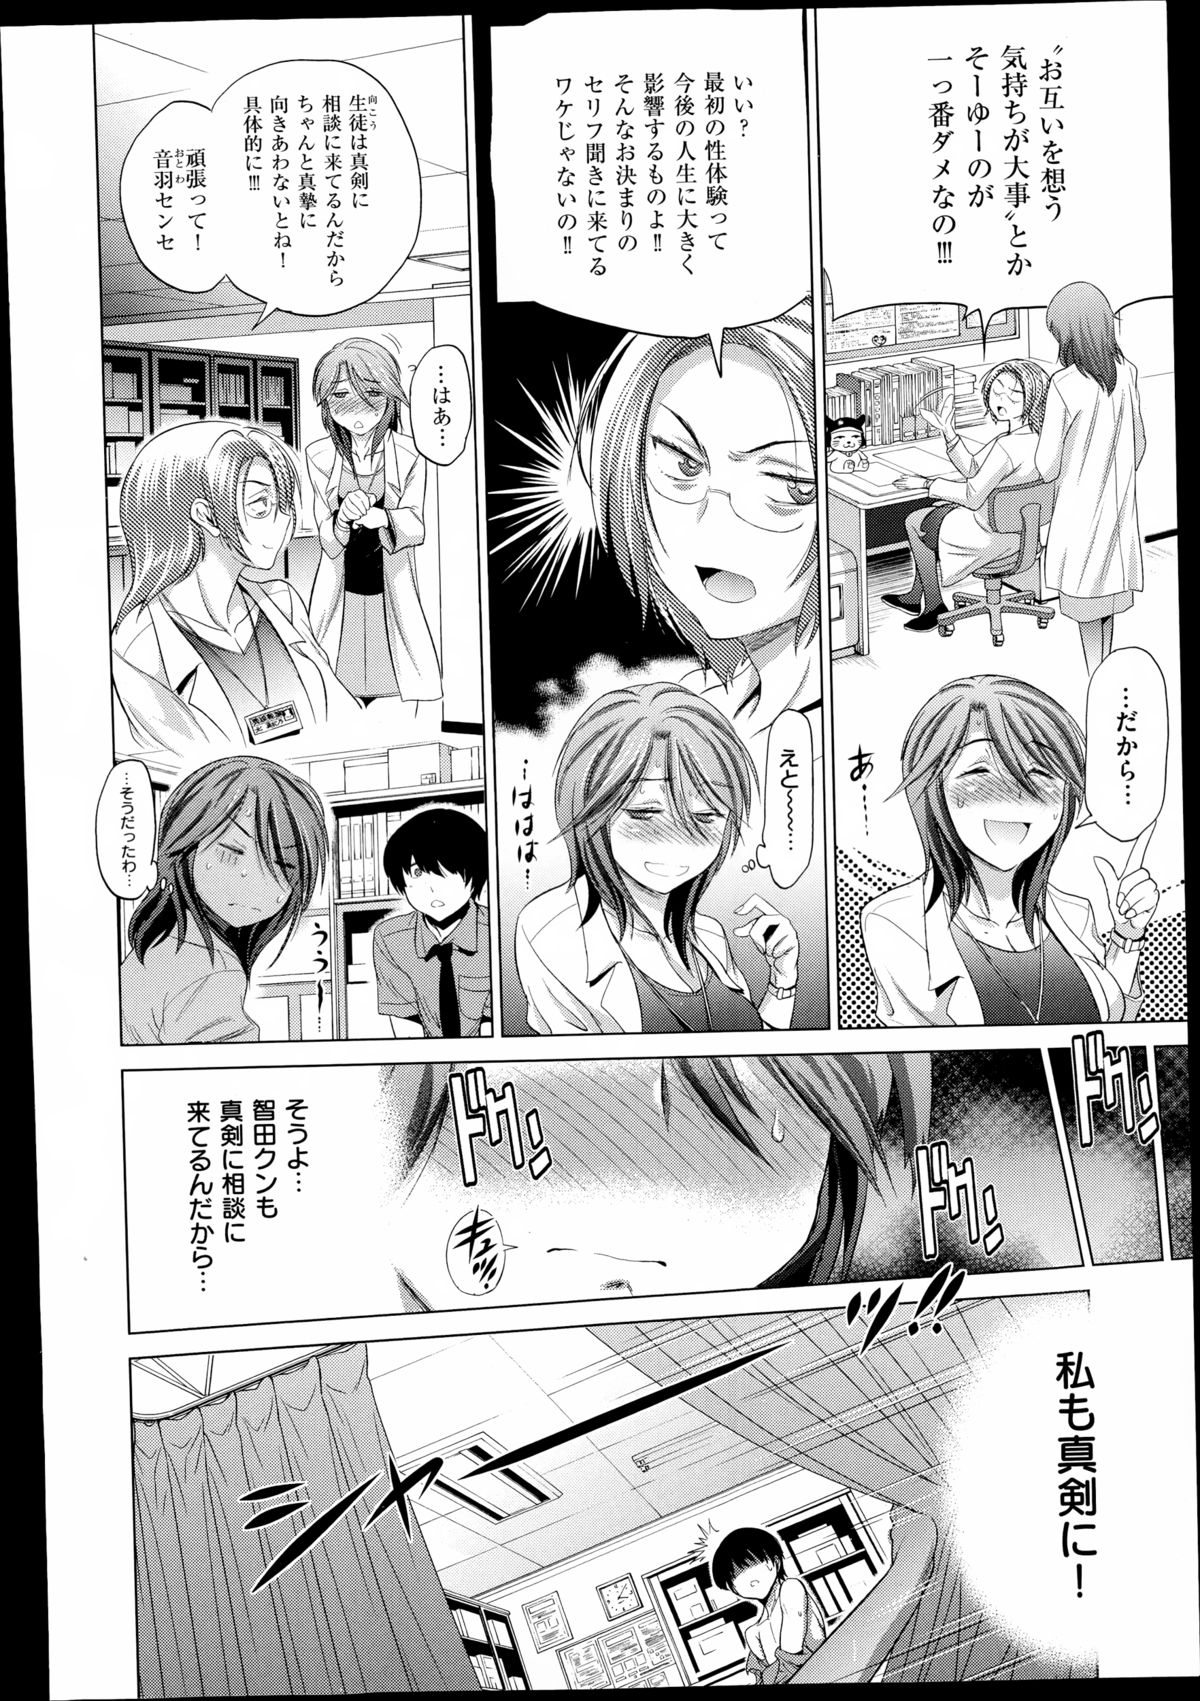 〝お互いを想う
気持ちが大事〟とか
そーゆーのが
一っ番ダメなの!!!
…だから…
あ…
いい？
最初の性体験って
今後の人生に大きく
影響するものよ!!
そんなお決まりの
セリフ聞きに来てる
ワケじゃないの!!
えと〜〜〜…
…はははは…
向こう
生徒は真剣に
相談に来てるんだから
ちゃんと真摯に
向きあわないとね！
具体的に!!!
頑張って！
おとわ
音羽センセ
…はあ…
…そうだったわ…
うう…
ドクン
ドクン
キュッ…
そうよ…
智田クンも
真剣に相談に
来てるんだから…
私も真剣に！
シャーッ!!